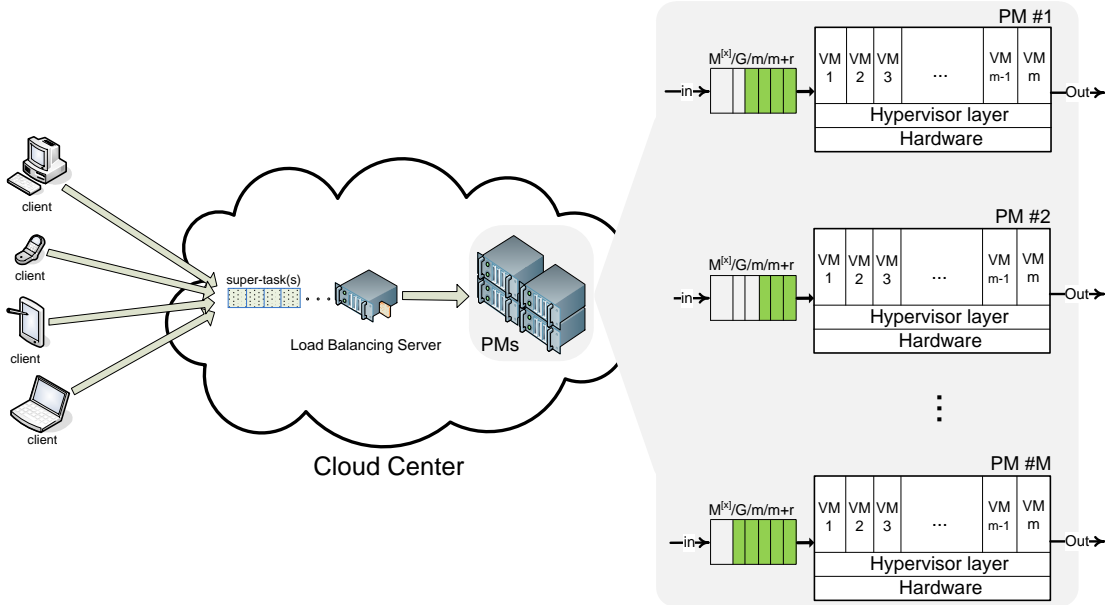 client
client
client
client
super-task(s)
Load Balancing Server
PMs
Cloud Center
PM #1
M[x]/G/m/m+r
in
VM 1
VM 2
VM 3
...
VM m-1
VM m
Out
Hypervisor layer
Hardware
PM #2
M[x]/G/m/m+r
in
VM 1
VM 2
VM 3
...
VM m-1
VM m
Out
Hypervisor layer
Hardware
PM #M
M[x]/G/m/m+r
in
VM 1
VM 2
VM 3
...
VM m-1
VM m
Out
Hypervisor layer
Hardware